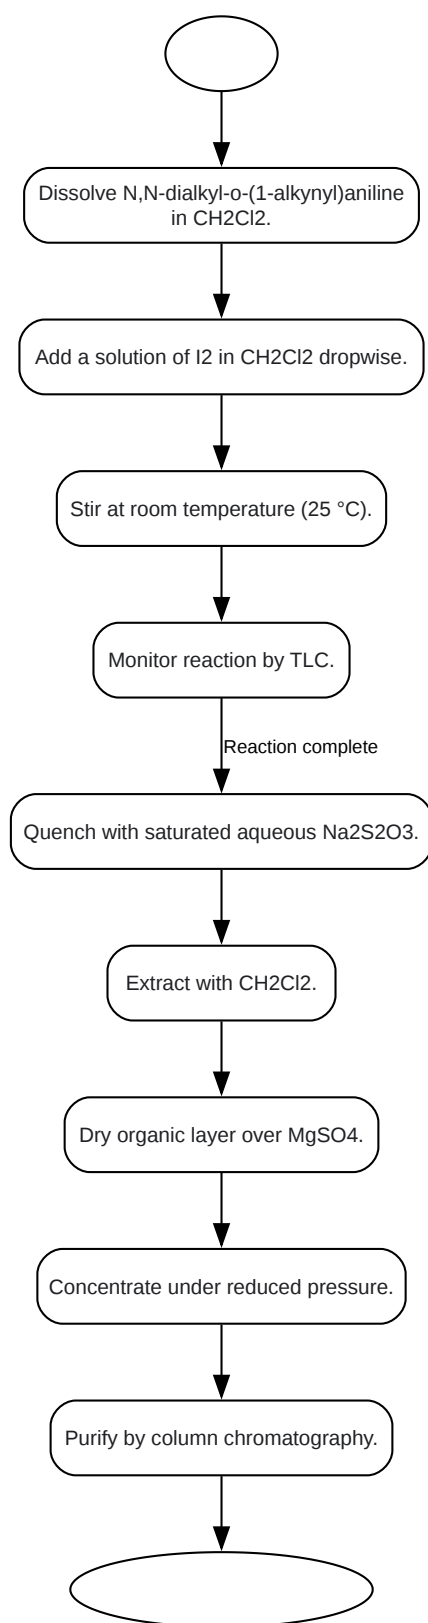 Dissolve N,N-dialkyl-o-(1-alkynyl)aniline
in CH2Cl2.
Add a solution of I2 in CH2Cl2 dropwise.
Stir at room temperature (25 °C).
Monitor reaction by TLC.
Reaction complete
Quench with saturated aqueous Na2S2O3.
Extract with CH2Cl2.
Dry organic layer over MgSO4.
Concentrate under reduced pressure.
Purify by column chromatography.